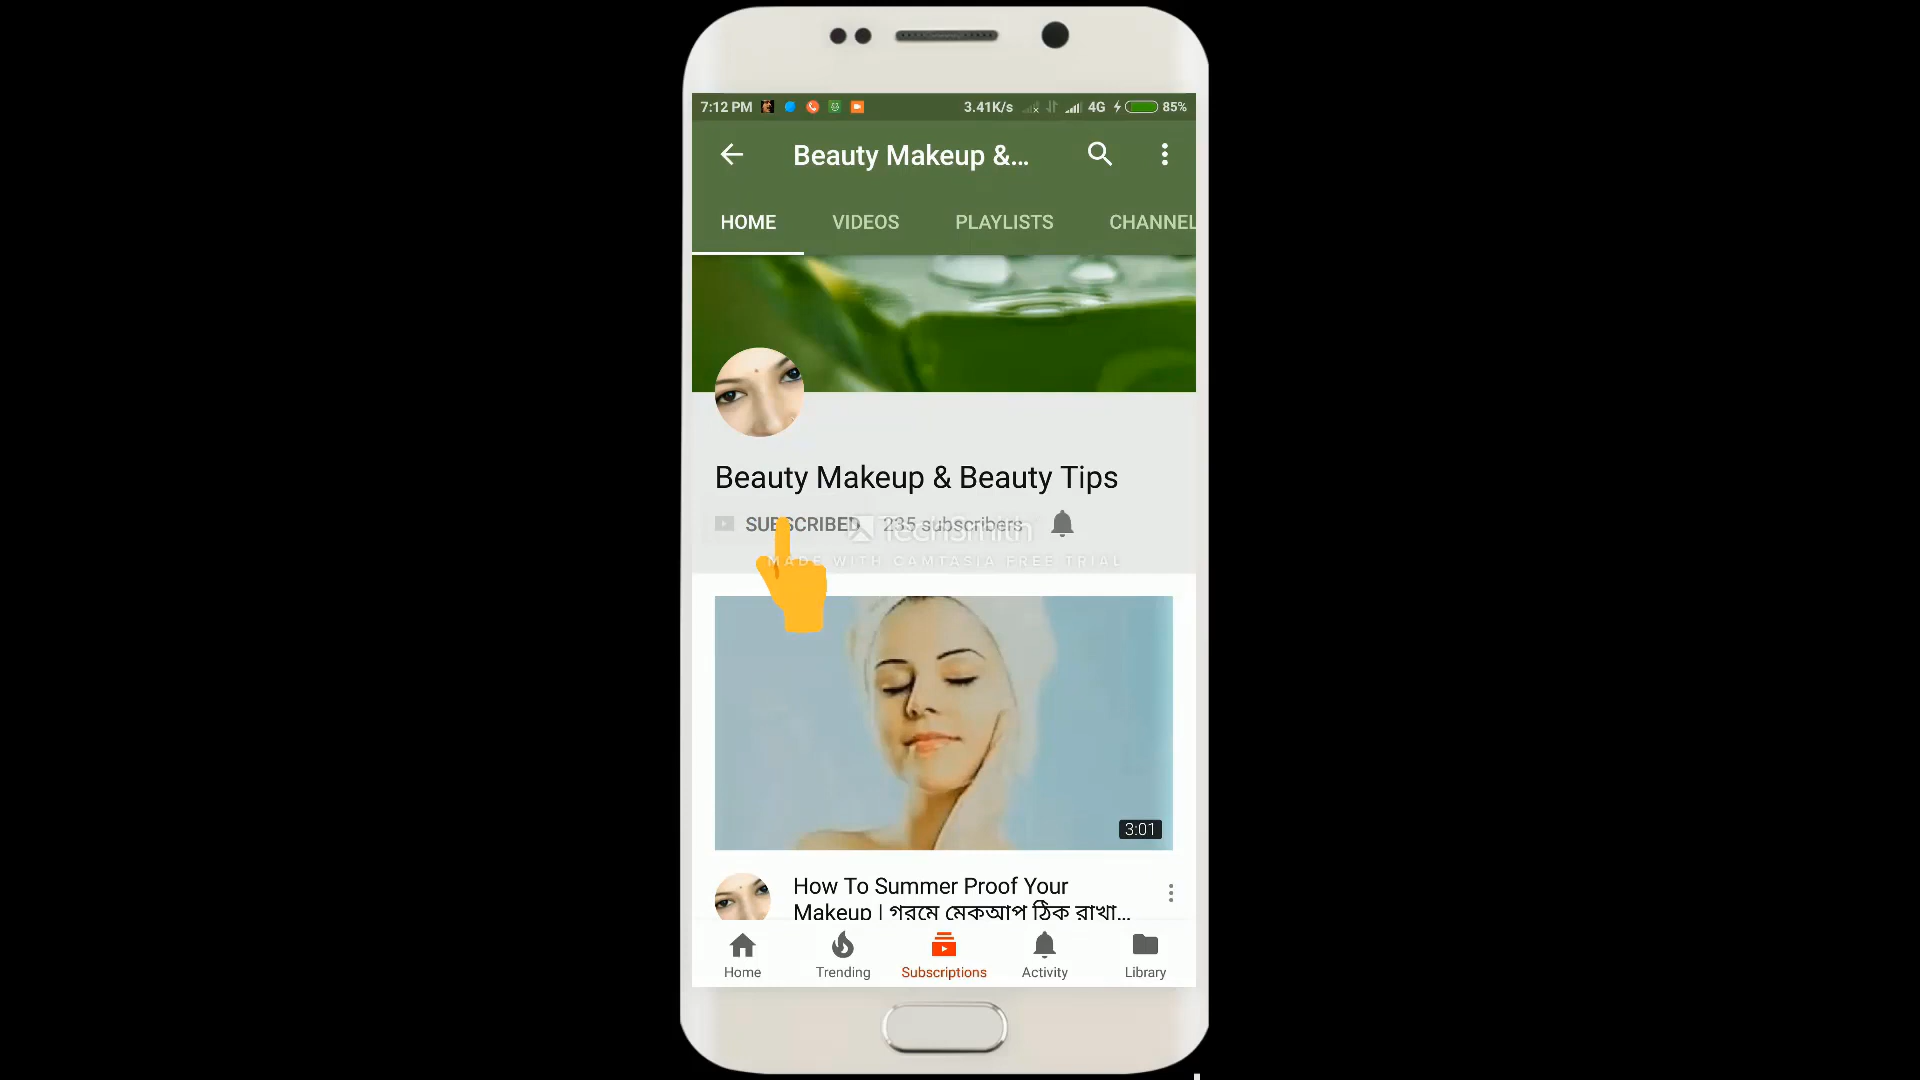 7:12 PM 3.41K/s 4G 85%
Beauty Makeup &...
HOME VIDEOS PLAYLISTS CHANNEL
Beauty Makeup & Beauty Tips
SUBSCRIBED 235 subscribers
TechSmith
MADE WITH CAMTASIA FREE TRIAL
3:01
How To Summer Proof Your
Makeup | গরমে মেকআপ ঠিক রাখা...
Home Trending Subscriptions Activity Library